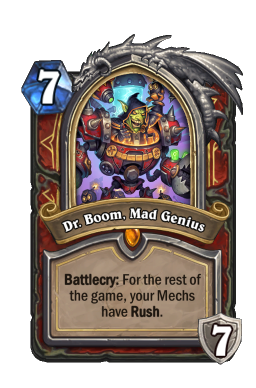 7
Dr. Boom, Mad Genius
Battlecry: For the rest of
the game, your Mechs
have Rush.
7